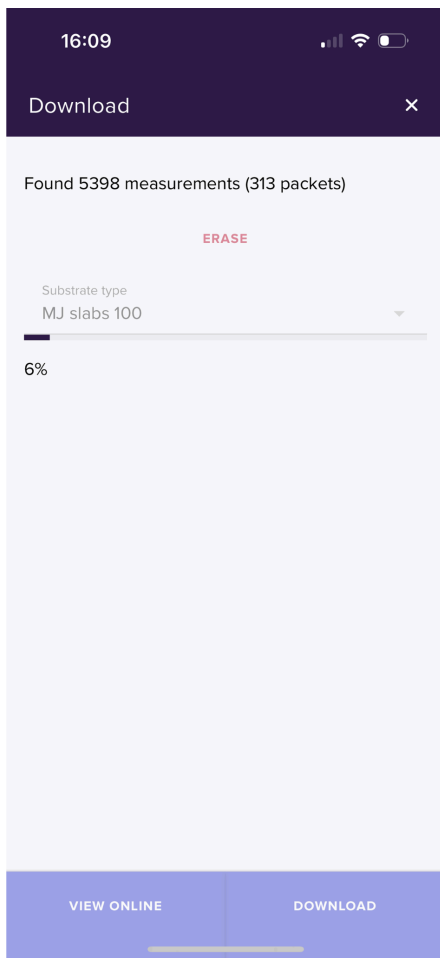 16:09
Download
Found 5398 measurements (313 packets)
ERASE
Substrate type
MJ slabs 100
6%
VIEW ONLINE
DOWNLOAD